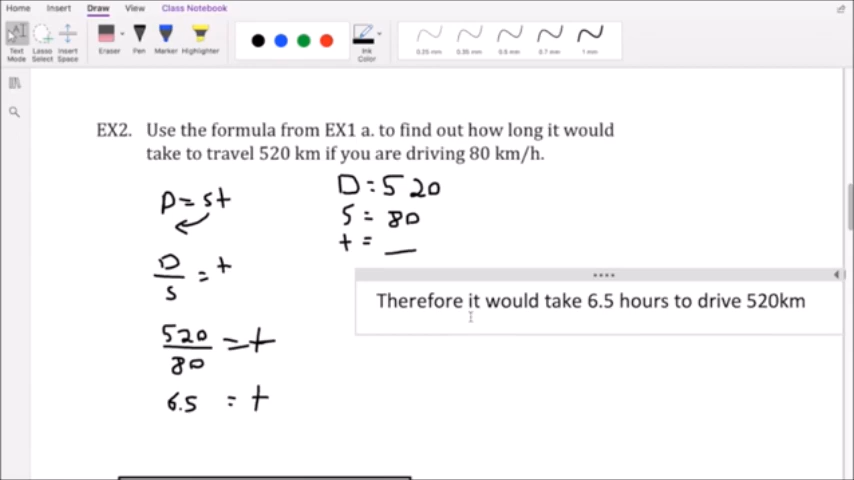 Home Insert Draw View Class Notebook
Text Mode
Lasso Select
Insert Space
Eraser
Pen
Marker
Highlighter
Ink Color
0.25 mm
0.35 mm
0.5 mm
0.7 mm
1 mm
EX2. Use the formula from EX1 a. to find out how long it would
take to travel 520 km if you are driving 80 km/h.
D = st
D/s = t
520/80 = t
6.5 = t
D = 520
s = 80
t = __
Therefore it would take 6.5 hours to drive 520km